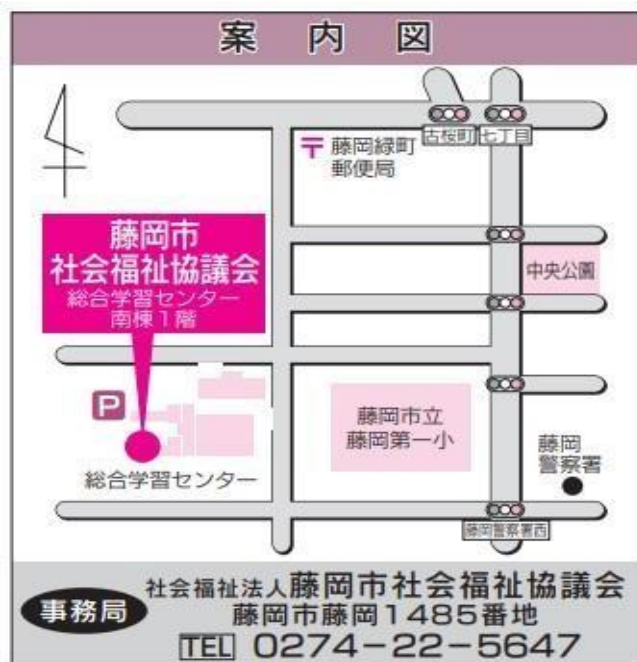 案内図
古桜町
七丁目
〒 藤岡緑町
郵便局
藤岡市
社会福祉協議会
総合学習センター
南棟1階
中央公園
P
藤岡市立
藤岡第一小
藤岡
警察署
総合学習センター
藤岡警察署西
事務局
社会福祉法人藤岡市社会福祉協議会
藤岡市藤岡1485番地
TEL 0274-22-5647